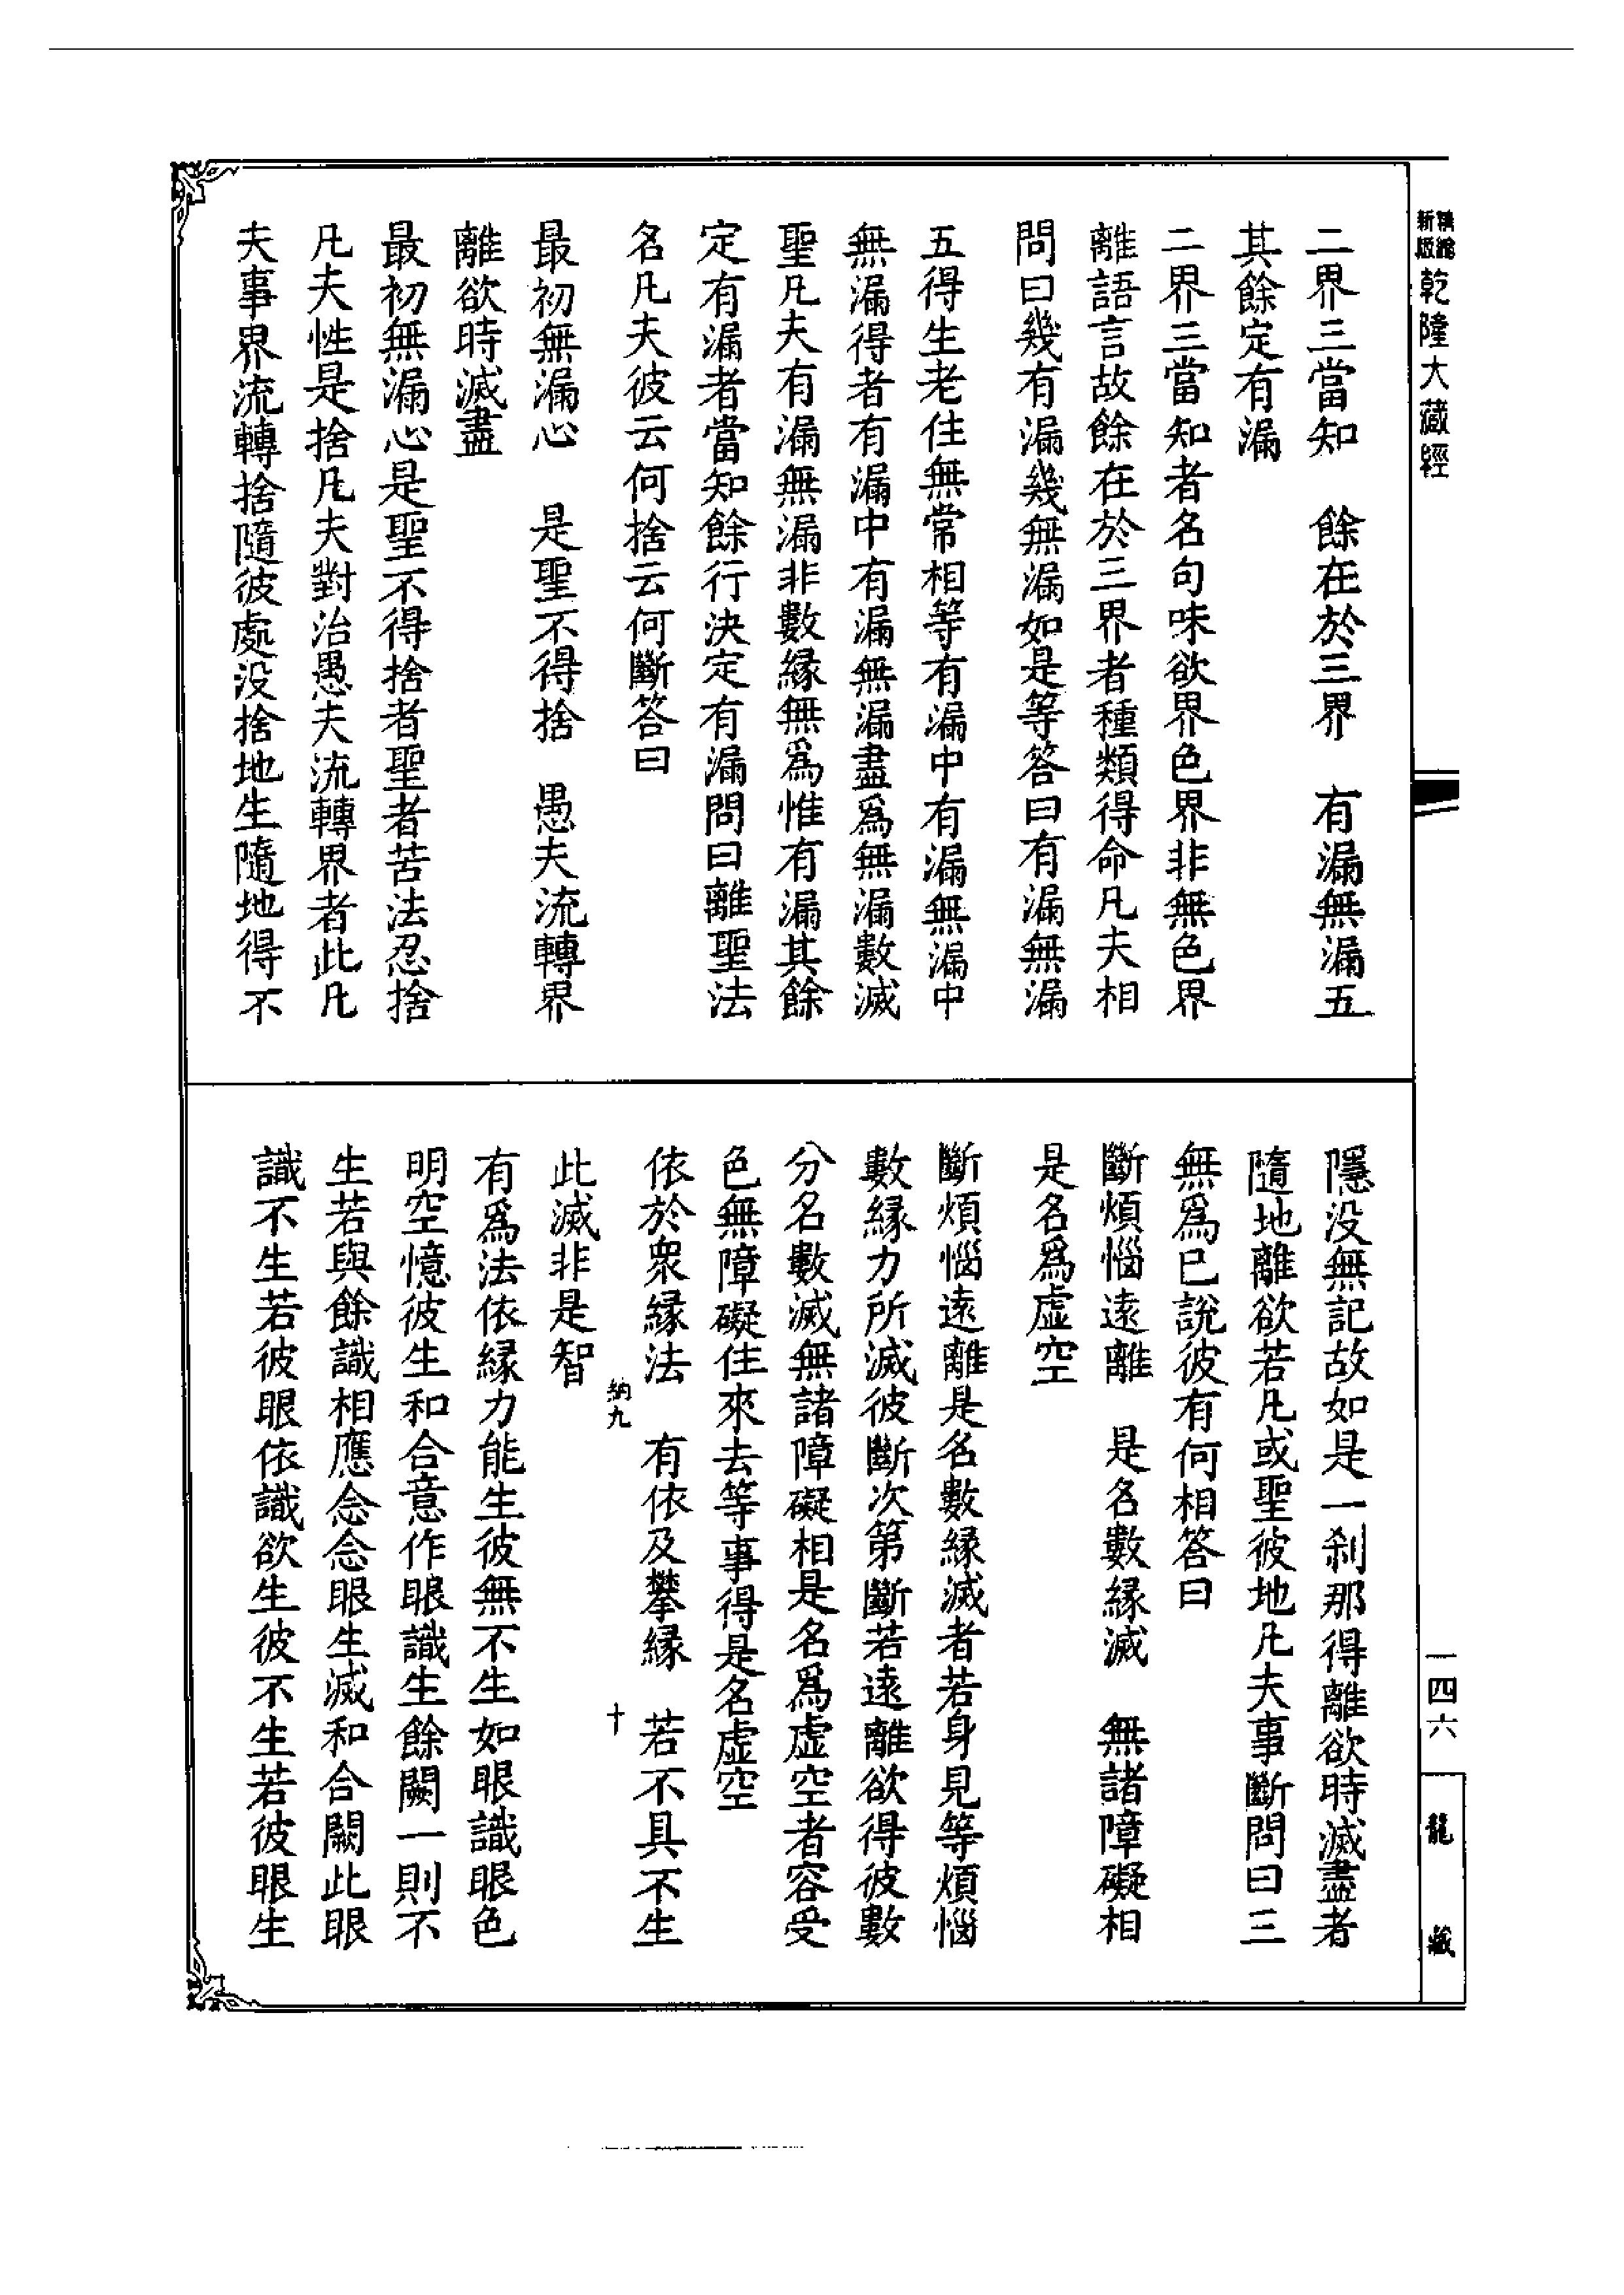 新版精縮乾隆大藏經
二界三當知　餘在於三界　有漏無漏五
其餘定有漏
二界三當知者名句味欲界色界非無色界
離語言故餘在於三界者種類得命凡夫相
問曰幾有漏幾無漏如是等答曰有漏無漏
五得生老住無常相等有漏中有漏無漏中
無漏得者有漏中有漏無漏盡爲無漏數滅
聖凡夫有漏無漏非數緣無爲惟有漏其餘
定有漏者當知餘行決定有漏問曰離聖法
名凡夫彼云何捨云何斷答曰
最初無漏心　是聖不得捨　愚夫流轉界
離欲時滅盡
最初無漏心是聖不得捨者聖者苦法忍捨
凡夫性是捨凡夫對治愚夫流轉界者此凡
夫事界流轉捨隨彼處没捨地生隨地得不
隱没無記故如是一刹那得離欲時滅盡者
隨地離欲若凡或聖彼地凡夫事斷問曰三
無爲已說彼有何相答曰
斷煩惱遠離　是名數緣滅　無諸障礙相
是名爲虛空
斷煩惱遠離是名數緣滅者若身見等煩惱
數緣力所滅彼斷次第斷若遠離欲得彼數
分名數滅無諸障礙相是名爲虛空者容受
色無障礙住來去等事得是名虛空
依於衆緣法　有依及攀緣　若不具不生
納九　十
此滅非是智
有爲法依緣力能生彼無不生如眼識眼色
明空憶彼生和合意作眼識生餘闕一則不
生若與餘識相應念念眼生滅和合闕此眼
識不生若彼眼依識欲生彼不生若彼眼生
一四六
龍藏